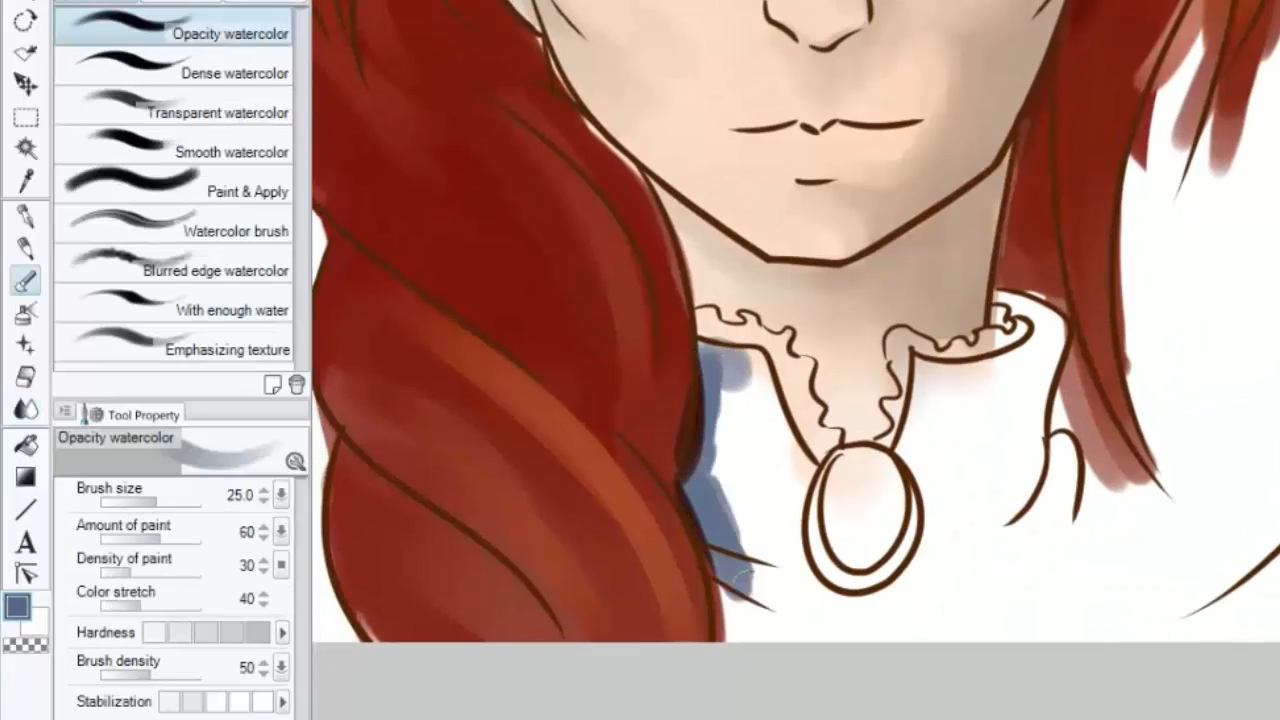 Opacity watercolor
Dense watercolor
Transparent watercolor
Smooth watercolor
Paint & Apply
Watercolor brush
Blurred edge watercolor
With enough water
Emphasizing texture
Tool Property
Opacity watercolor
Brush size 25.0
Amount of paint 60
Density of paint 30
Color stretch 40
Hardness
Brush density 50
Stabilization
A